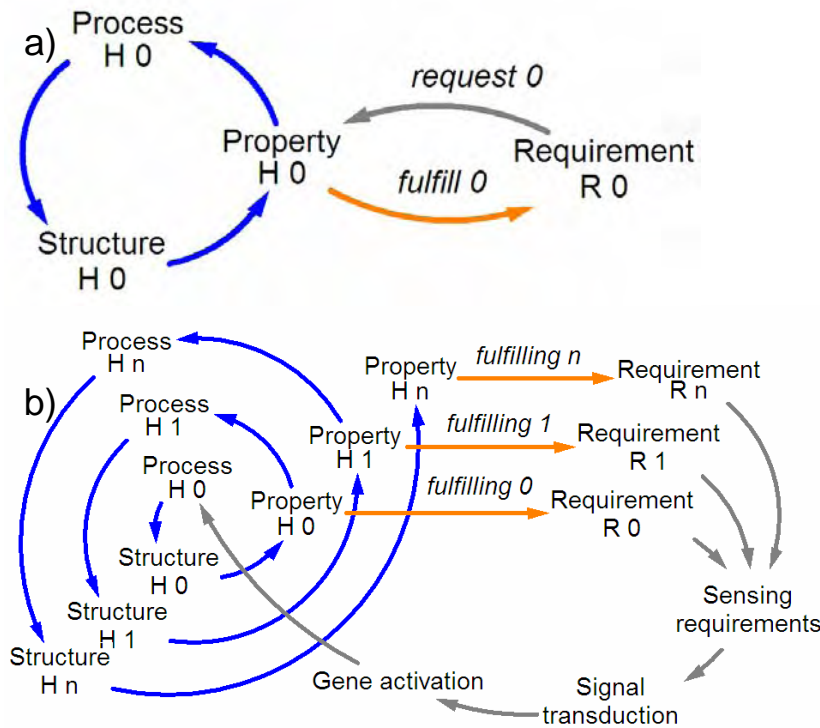 a)
Process
H 0
request 0
Property
H 0
Requirement
R 0
fulfill 0
Structure
H 0
b)
Process
H n
Property
H n
fulfilling n
Requirement
R n
Process
H 1
Property
H 1
fulfilling 1
Requirement
R 1
Process
H 0
Property
H 0
fulfilling 0
Requirement
R 0
Structure
H 0
Structure
H 1
Structure
H n
Sensing
requirements
Gene activation
Signal
transduction